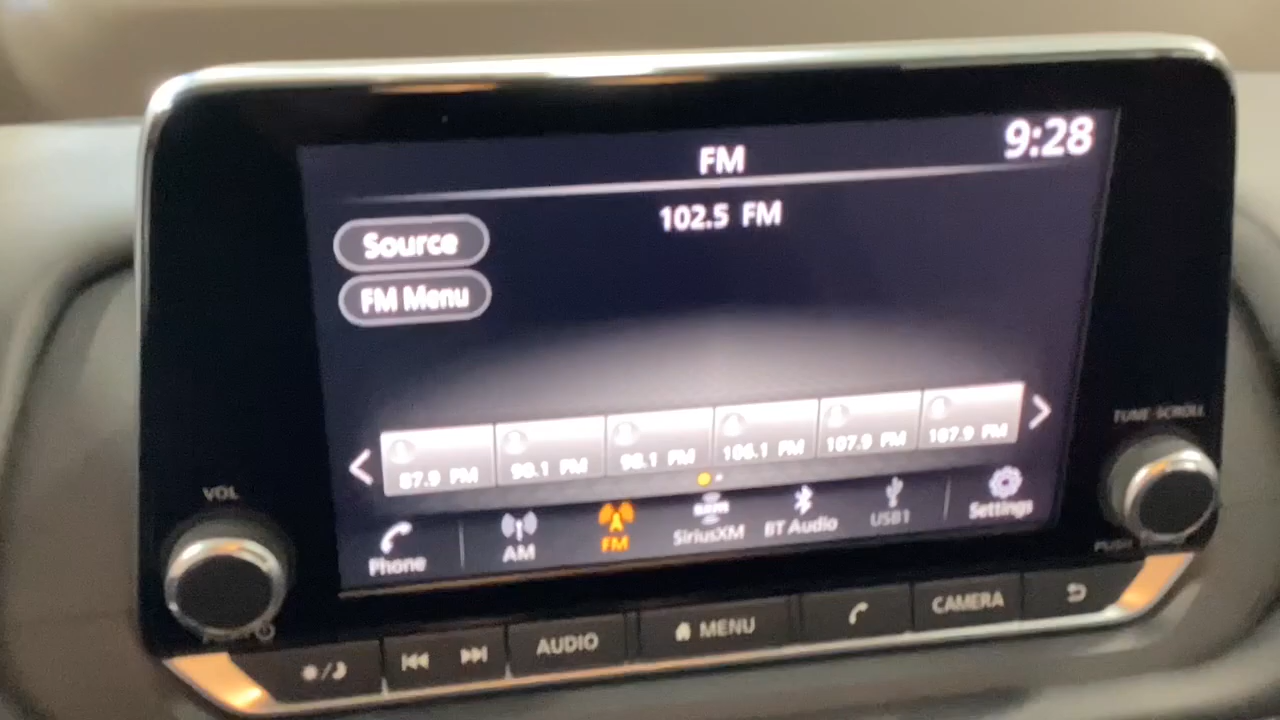 FM
9:28
102.5 FM
Source
FM Menu
87.9 FM
90.1 FM
98.1 FM
106.1 FM
107.9 FM
107.9 FM
Phone
AM
FM
SiriusXM
BT Audio
USB1
Settings
VOL
TUNE·SCROLL
PUSH
AUDIO
MENU
CAMERA